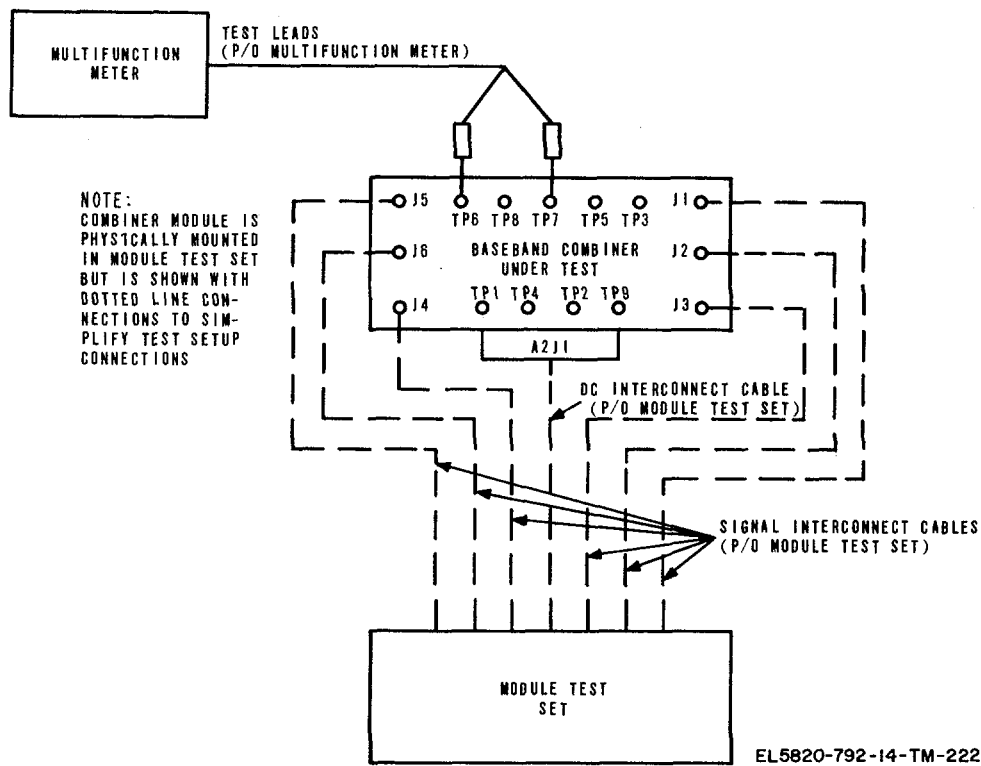 MULTIFUNCTION
METER
TEST LEADS
(P/O MULTIFUNCTION METER)
NOTE:
COMBINER MODULE IS
PHYSICALLY MOUNTED
IN MODULE TEST SET
BUT IS SHOWN WITH
DOTTED LINE CON-
NECTIONS TO SIM-
PLIFY TEST SETUP
CONNECTIONS
J5
TP6 TP8 TP7 TP5 TP3
J1
J6
BASEBAND COMBINER
UNDER TEST
J2
J4
TP1 TP4 TP2 TP9
J3
A2J1
DC INTERCONNECT CABLE
(P/O MODULE TEST SET)
SIGNAL INTERCONNECT CABLES
(P/O MODULE TEST SET)
MODULE TEST
SET
EL5820-792-14-TM-222